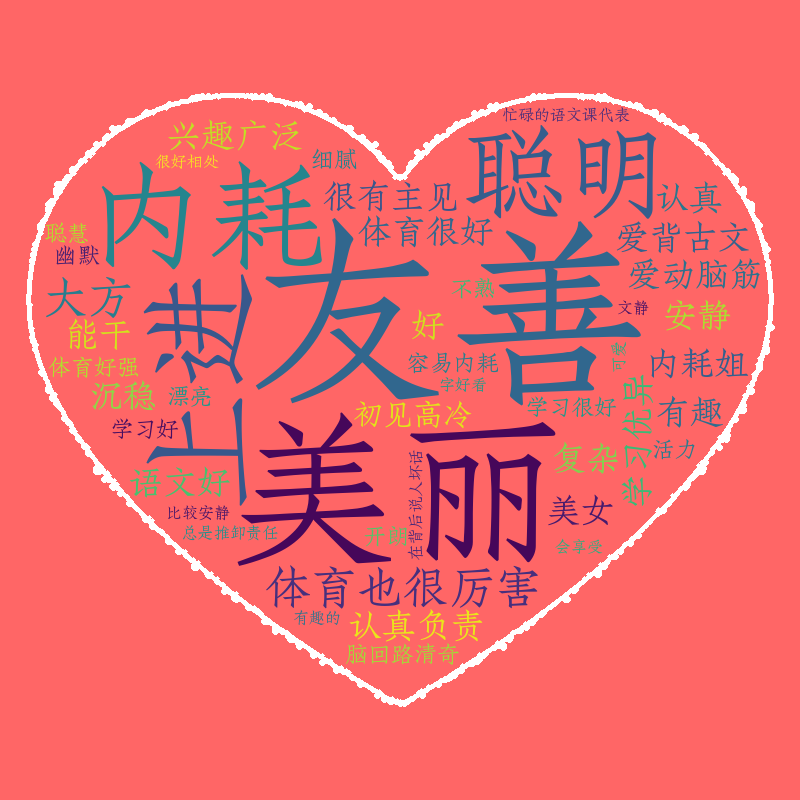 忙碌的语文课代表
兴趣广泛
很好相处
细腻
聪明
内耗
很有主见
认真
聪慧
幽默
体育很好
爱背古文
爱动脑筋
大方
上进
友善
不熟
文静
安静
能干
好
体育好强
容易内耗
可爱
内耗姐
沉稳
漂亮
字好看
初见高冷
学习很好
学习优异
有趣
学习好
美丽
复杂
活力
语文好
在背后说人坏话
美女
比较安静
总是推卸责任
开朗
会享受
体育也很厉害
有趣的
认真负责
脑回路清奇